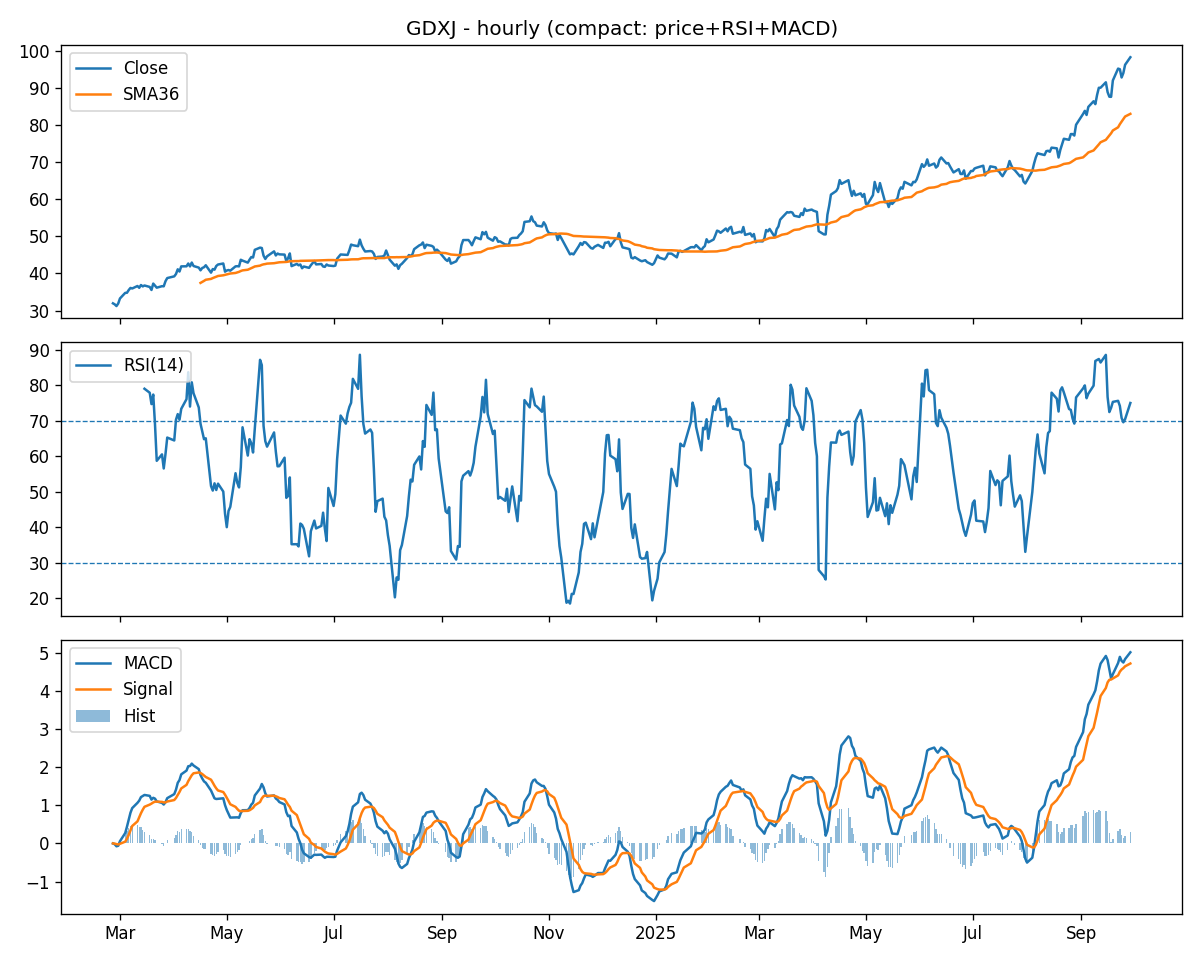 GDXJ - hourly (compact: price+RSI+MACD)
100
90
80
70
60
50
40
30
Close
SMA36
90
80
70
60
50
40
30
20
RSI(14)
5
4
3
2
1
0
−1
MACD
Signal
Hist
Mar
May
Jul
Sep
Nov
2025
Mar
May
Jul
Sep